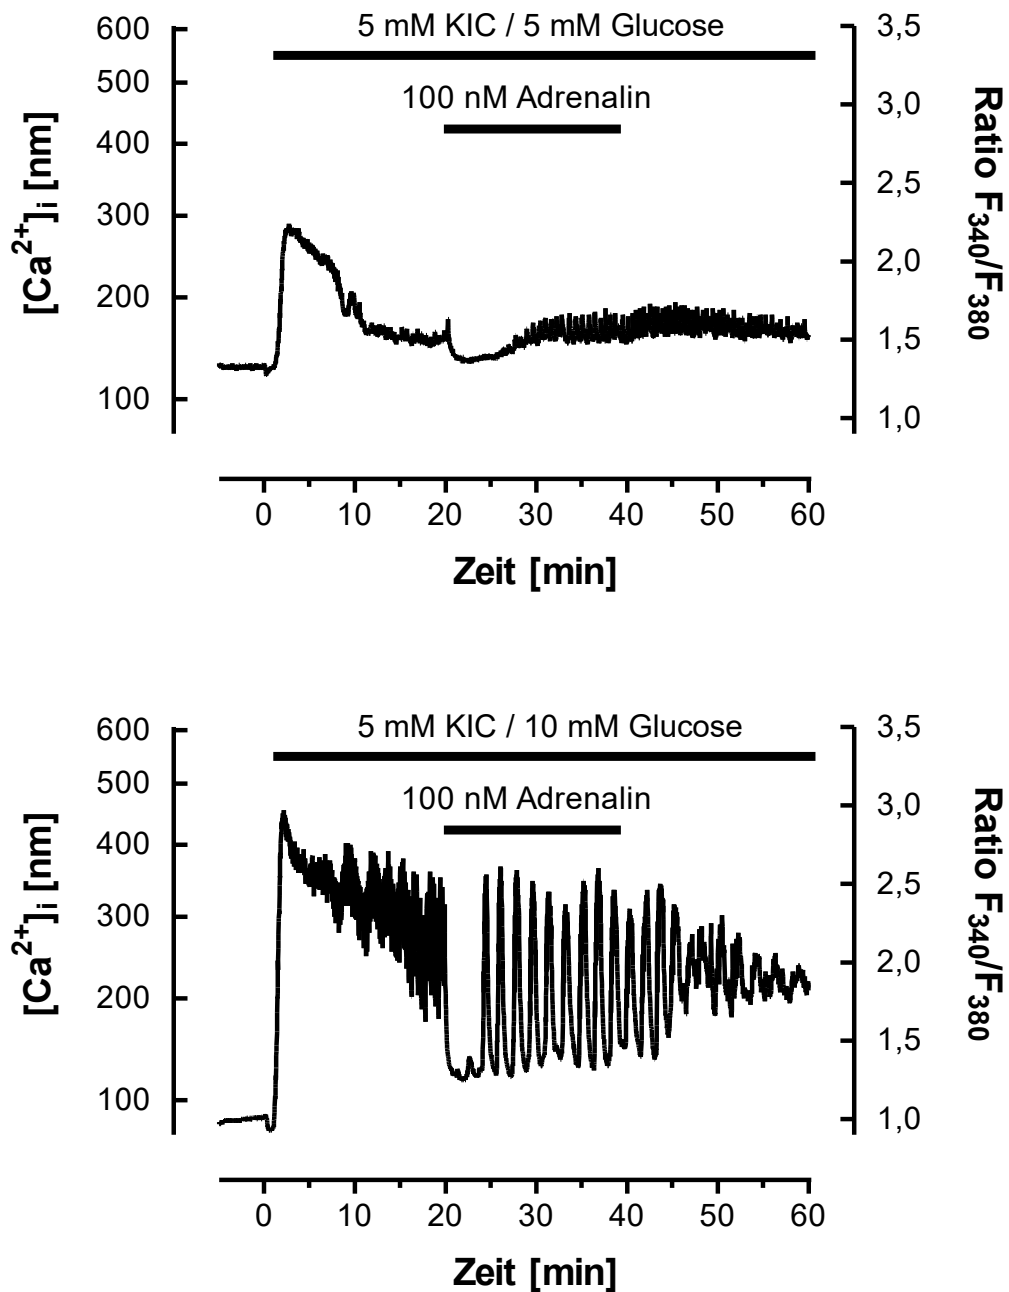 5 mM KIC / 5 mM Glucose
100 nM Adrenalin
600
500
400
300
200
100
[Ca²⁺]ᵢ [nm]
3,5
3,0
2,5
2,0
1,5
1,0
Ratio F₃₄₀/F₃₈₀
0 10 20 30 40 50 60
Zeit [min]
5 mM KIC / 10 mM Glucose
100 nM Adrenalin
600
500
400
300
200
100
[Ca²⁺]ᵢ [nm]
3,5
3,0
2,5
2,0
1,5
1,0
Ratio F₃₄₀/F₃₈₀
0 10 20 30 40 50 60
Zeit [min]